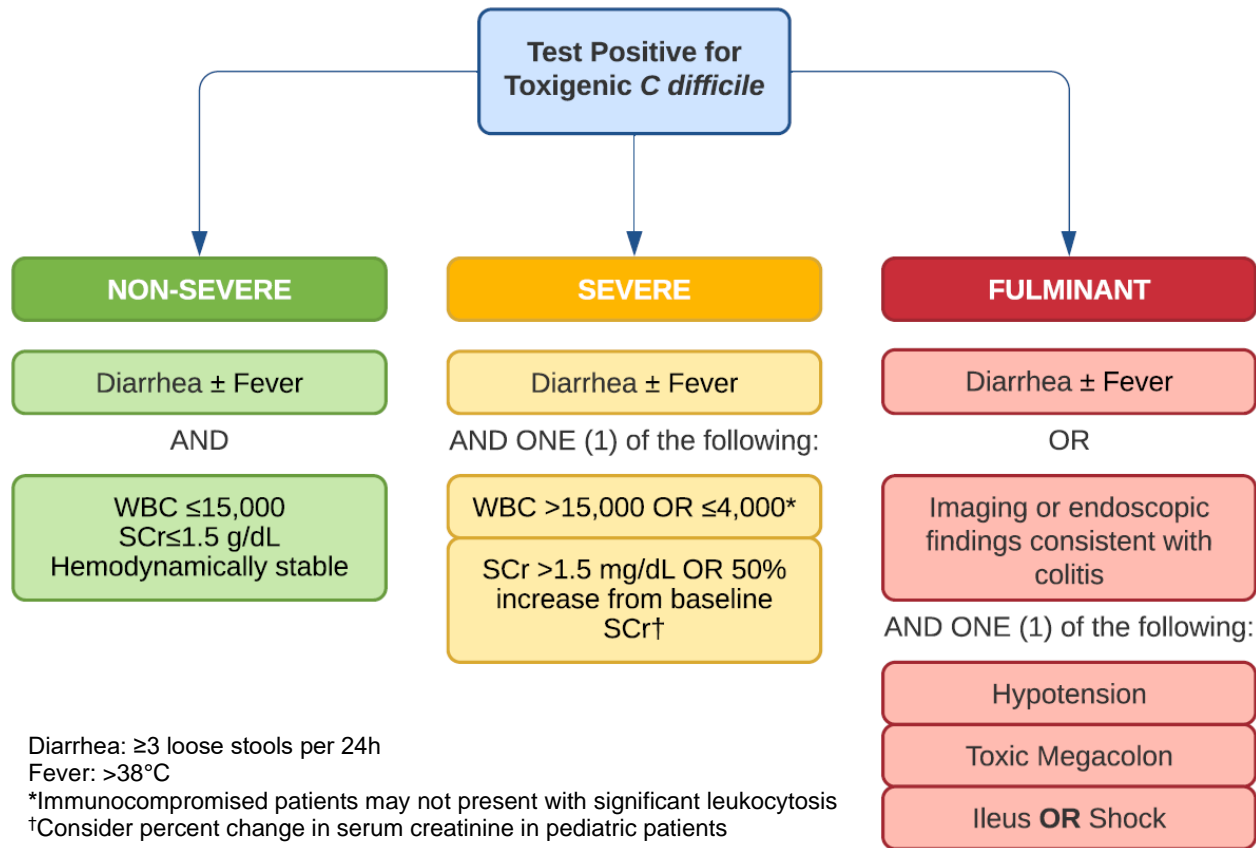 Test Positive for
Toxigenic C difficile
NON-SEVERE
Diarrhea ± Fever
AND
WBC ≤15,000
SCr≤1.5 g/dL
Hemodynamically stable
SEVERE
Diarrhea ± Fever
AND ONE (1) of the following:
WBC >15,000 OR ≤4,000*
SCr >1.5 mg/dL OR 50%
increase from baseline
SCr†
FULMINANT
Diarrhea ± Fever
OR
Imaging or endoscopic
findings consistent with
colitis
AND ONE (1) of the following:
Hypotension
Toxic Megacolon
Ileus OR Shock
Diarrhea: ≥3 loose stools per 24h
Fever: >38°C
*Immunocompromised patients may not present with significant leukocytosis
†Consider percent change in serum creatinine in pediatric patients